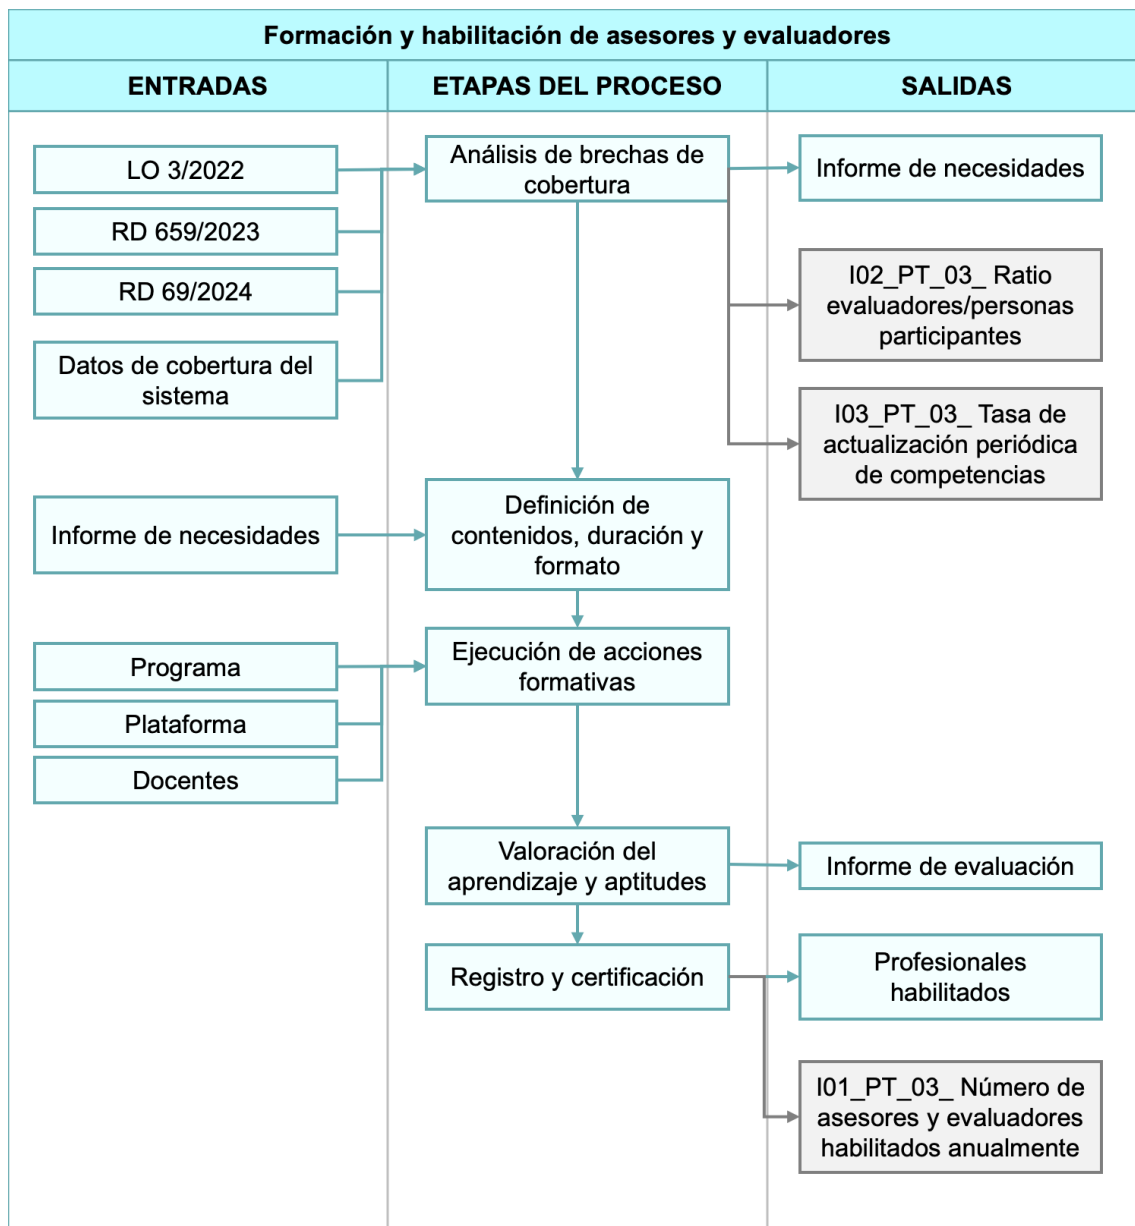 Formación y habilitación de asesores y evaluadores
ENTRADAS
ETAPAS DEL PROCESO
SALIDAS
LO 3/2022
RD 659/2023
RD 69/2024
Datos de cobertura del
sistema
Análisis de brechas de
cobertura
Informe de necesidades
I02_PT_03_ Ratio
evaluadores/personas
participantes
I03_PT_03_ Tasa de
actualización periódica
de competencias
Informe de necesidades
Definición de
contenidos, duración y
formato
Programa
Plataforma
Docentes
Ejecución de acciones
formativas
Valoración del
aprendizaje y aptitudes
Informe de evaluación
Registro y certificación
Profesionales
habilitados
I01_PT_03_ Número de
asesores y evaluadores
habilitados anualmente